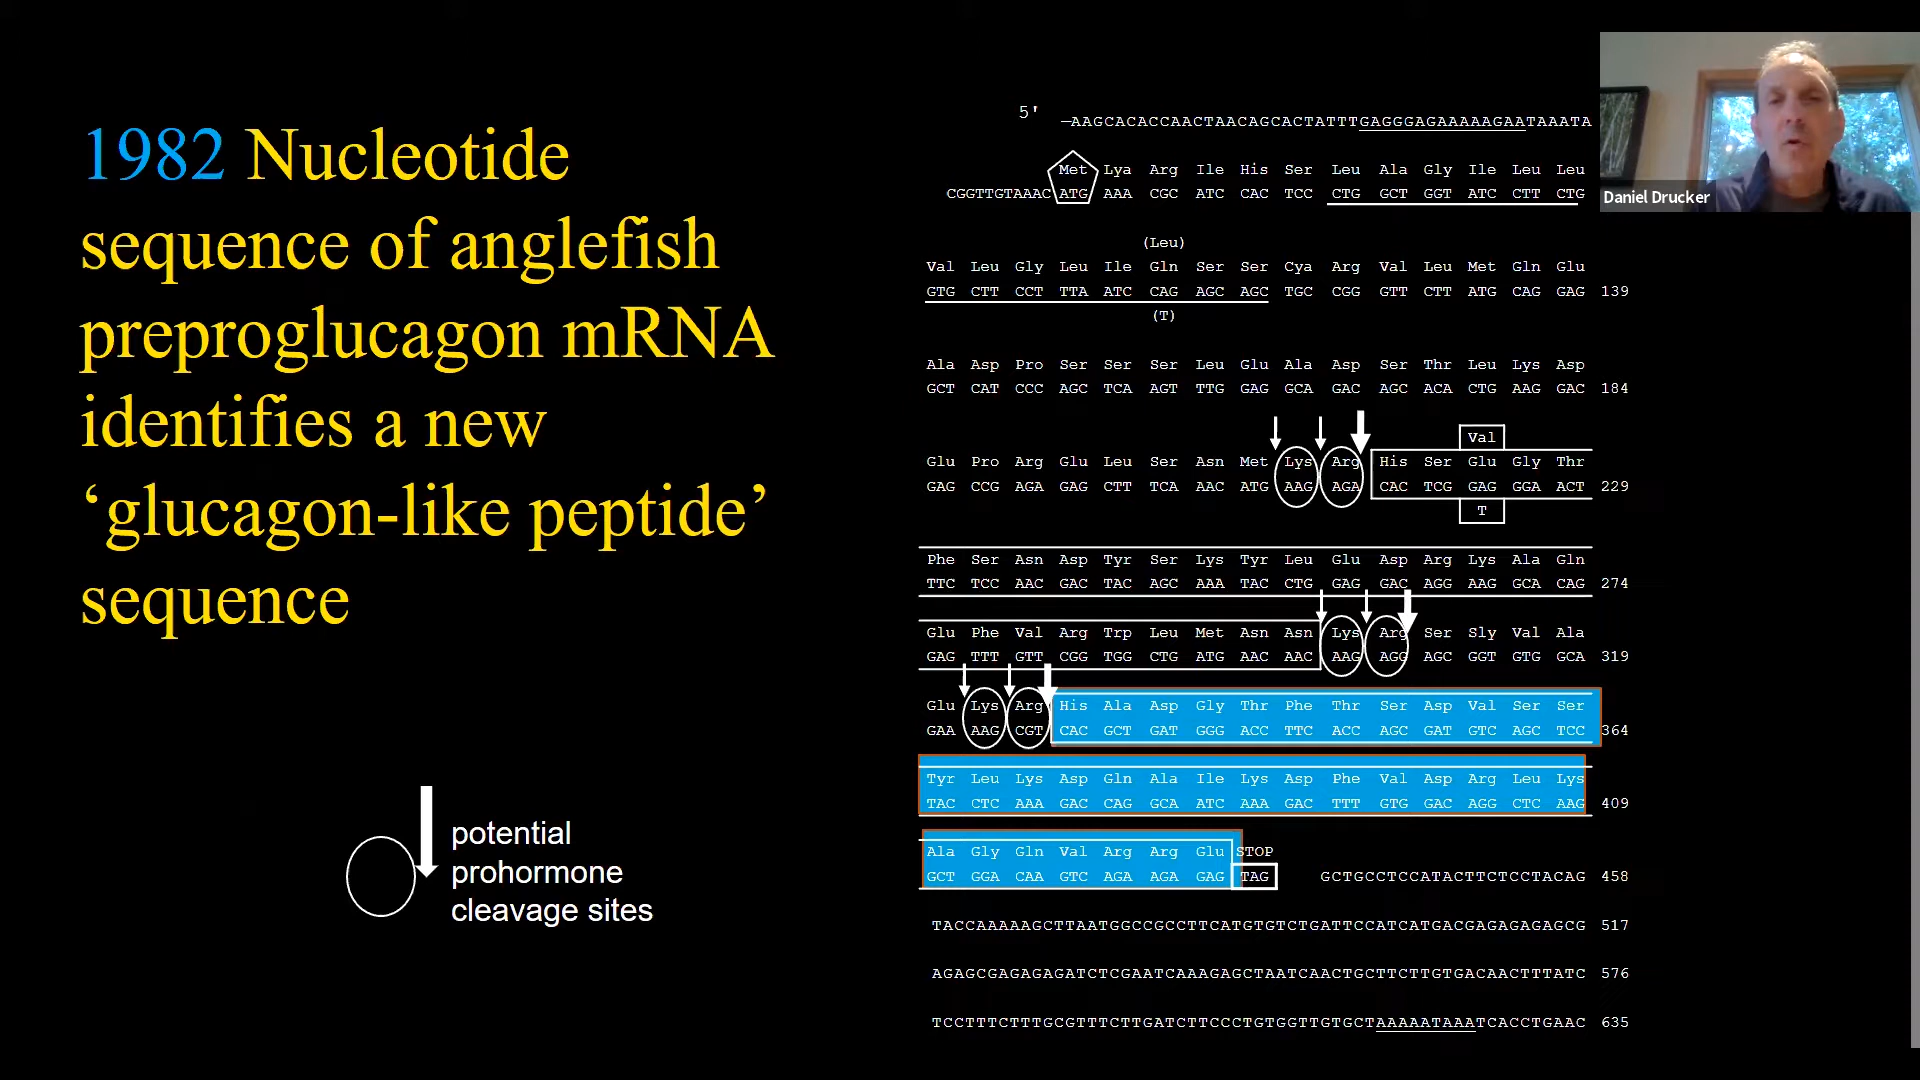 1982 Nucleotide
sequence of anglefish
preproglucagon mRNA
identifies a new
‘glucagon-like peptide’
sequence
potential
prohormone
cleavage sites
5'
—AAGCACACCAACTAACAGCACTATTTGAGGGAGAAAAAGAATAAATA
Met Lya Arg Ile His Ser Leu Ala Gly Ile Leu Leu
CGGTTGTAAAC ATG AAA CGC ATC CAC TCC CTG GCT GGT ATC CTT CTG
(Leu)
Val Leu Gly Leu Ile Gln Ser Ser Cya Arg Val Leu Met Gln Glu
GTG CTT CCT TTA ATC CAG AGC AGC TGC CGG GTT CTT ATG CAG GAG 139
(T)
Ala Asp Pro Ser Ser Ser Leu Glu Ala Asp Ser Thr Leu Lys Asp
GCT CAT CCC AGC TCA AGT TTG GAG GCA GAC AGC ACA CTG AAG GAC 184
Val
Glu Pro Arg Glu Leu Ser Asn Met Lys Arg His Ser Glu Gly Thr
GAG CCG AGA GAG CTT TCA AAC ATG AAG AGA CAC TCG GAG GGA ACT 229
T
Phe Ser Asn Asp Tyr Ser Lys Tyr Leu Glu Asp Arg Lys Ala Gln
TTC TCC AAC GAC TAC AGC AAA TAC CTG GAG GAC AGG AAG GCA CAG 274
Glu Phe Val Arg Trp Leu Met Asn Asn Lys Arg Ser Sly Val Ala
GAG TTT GTT CGG TGG CTG ATG AAC AAC AAG AGG AGC GGT GTG GCA 319
Glu Lys Arg His Ala Asp Gly Thr Phe Thr Ser Asp Val Ser Ser
GAA AAG CGT CAC GCT GAT GGG ACC TTC ACC AGC GAT GTC AGC TCC 364
Tyr Leu Lys Asp Gln Ala Ile Lys Asp Phe Val Asp Arg Leu Lys
TAC CTC AAA GAC CAG GCA ATC AAA GAC TTT GTG GAC AGG CTC AAG 409
Ala Gly Gln Val Arg Arg Glu STOP
GCT GGA CAA GTC AGA AGA GAG TAG GCTGCCTCCATACTTCTCCTACAG 458
TACCAAAAAGCTTAATGGCCGCCTTCATGTGTCTGATTCCATCATGACGAGAGAGAGCG 517
AGAGCGAGAGAGATCTCGAATCAAAGAGCTAATCAACTGCTTCTTGTGACAACTTTATC 576
TCCTTTCTTTGCGTTTCTTGATCTTCCCTGTGGTTGTGCTAAAAATAAATCACCTGAAC 635
Daniel Drucker